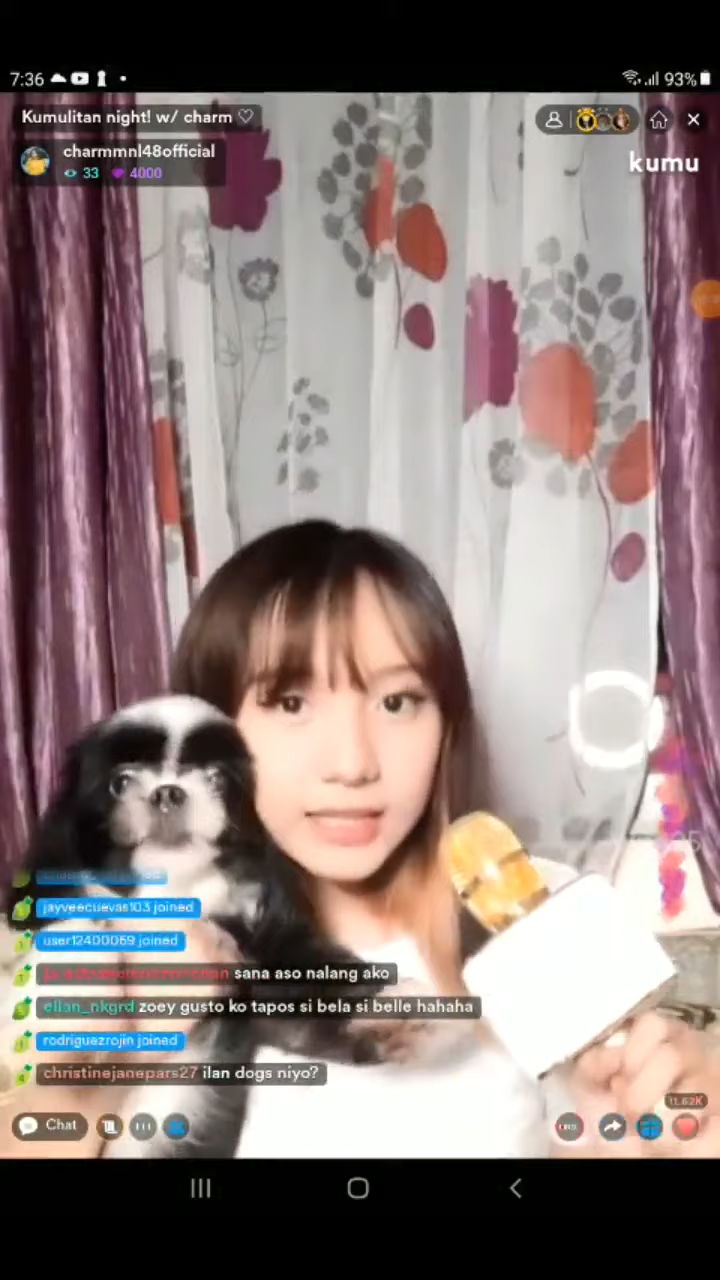 7:36
93%
Kumulitan night! w/ charm ♡
charmmnl48official
33 4000
kumu
jayveecuevas103 joined
user12400069 joined
sana aso nalang ako
ellan_nkgrd zoey gusto ko tapos si bela si belle hahaha
rodriguezrojin joined
christinejanepars27 ilan dogs niyo?
11.62K
Chat